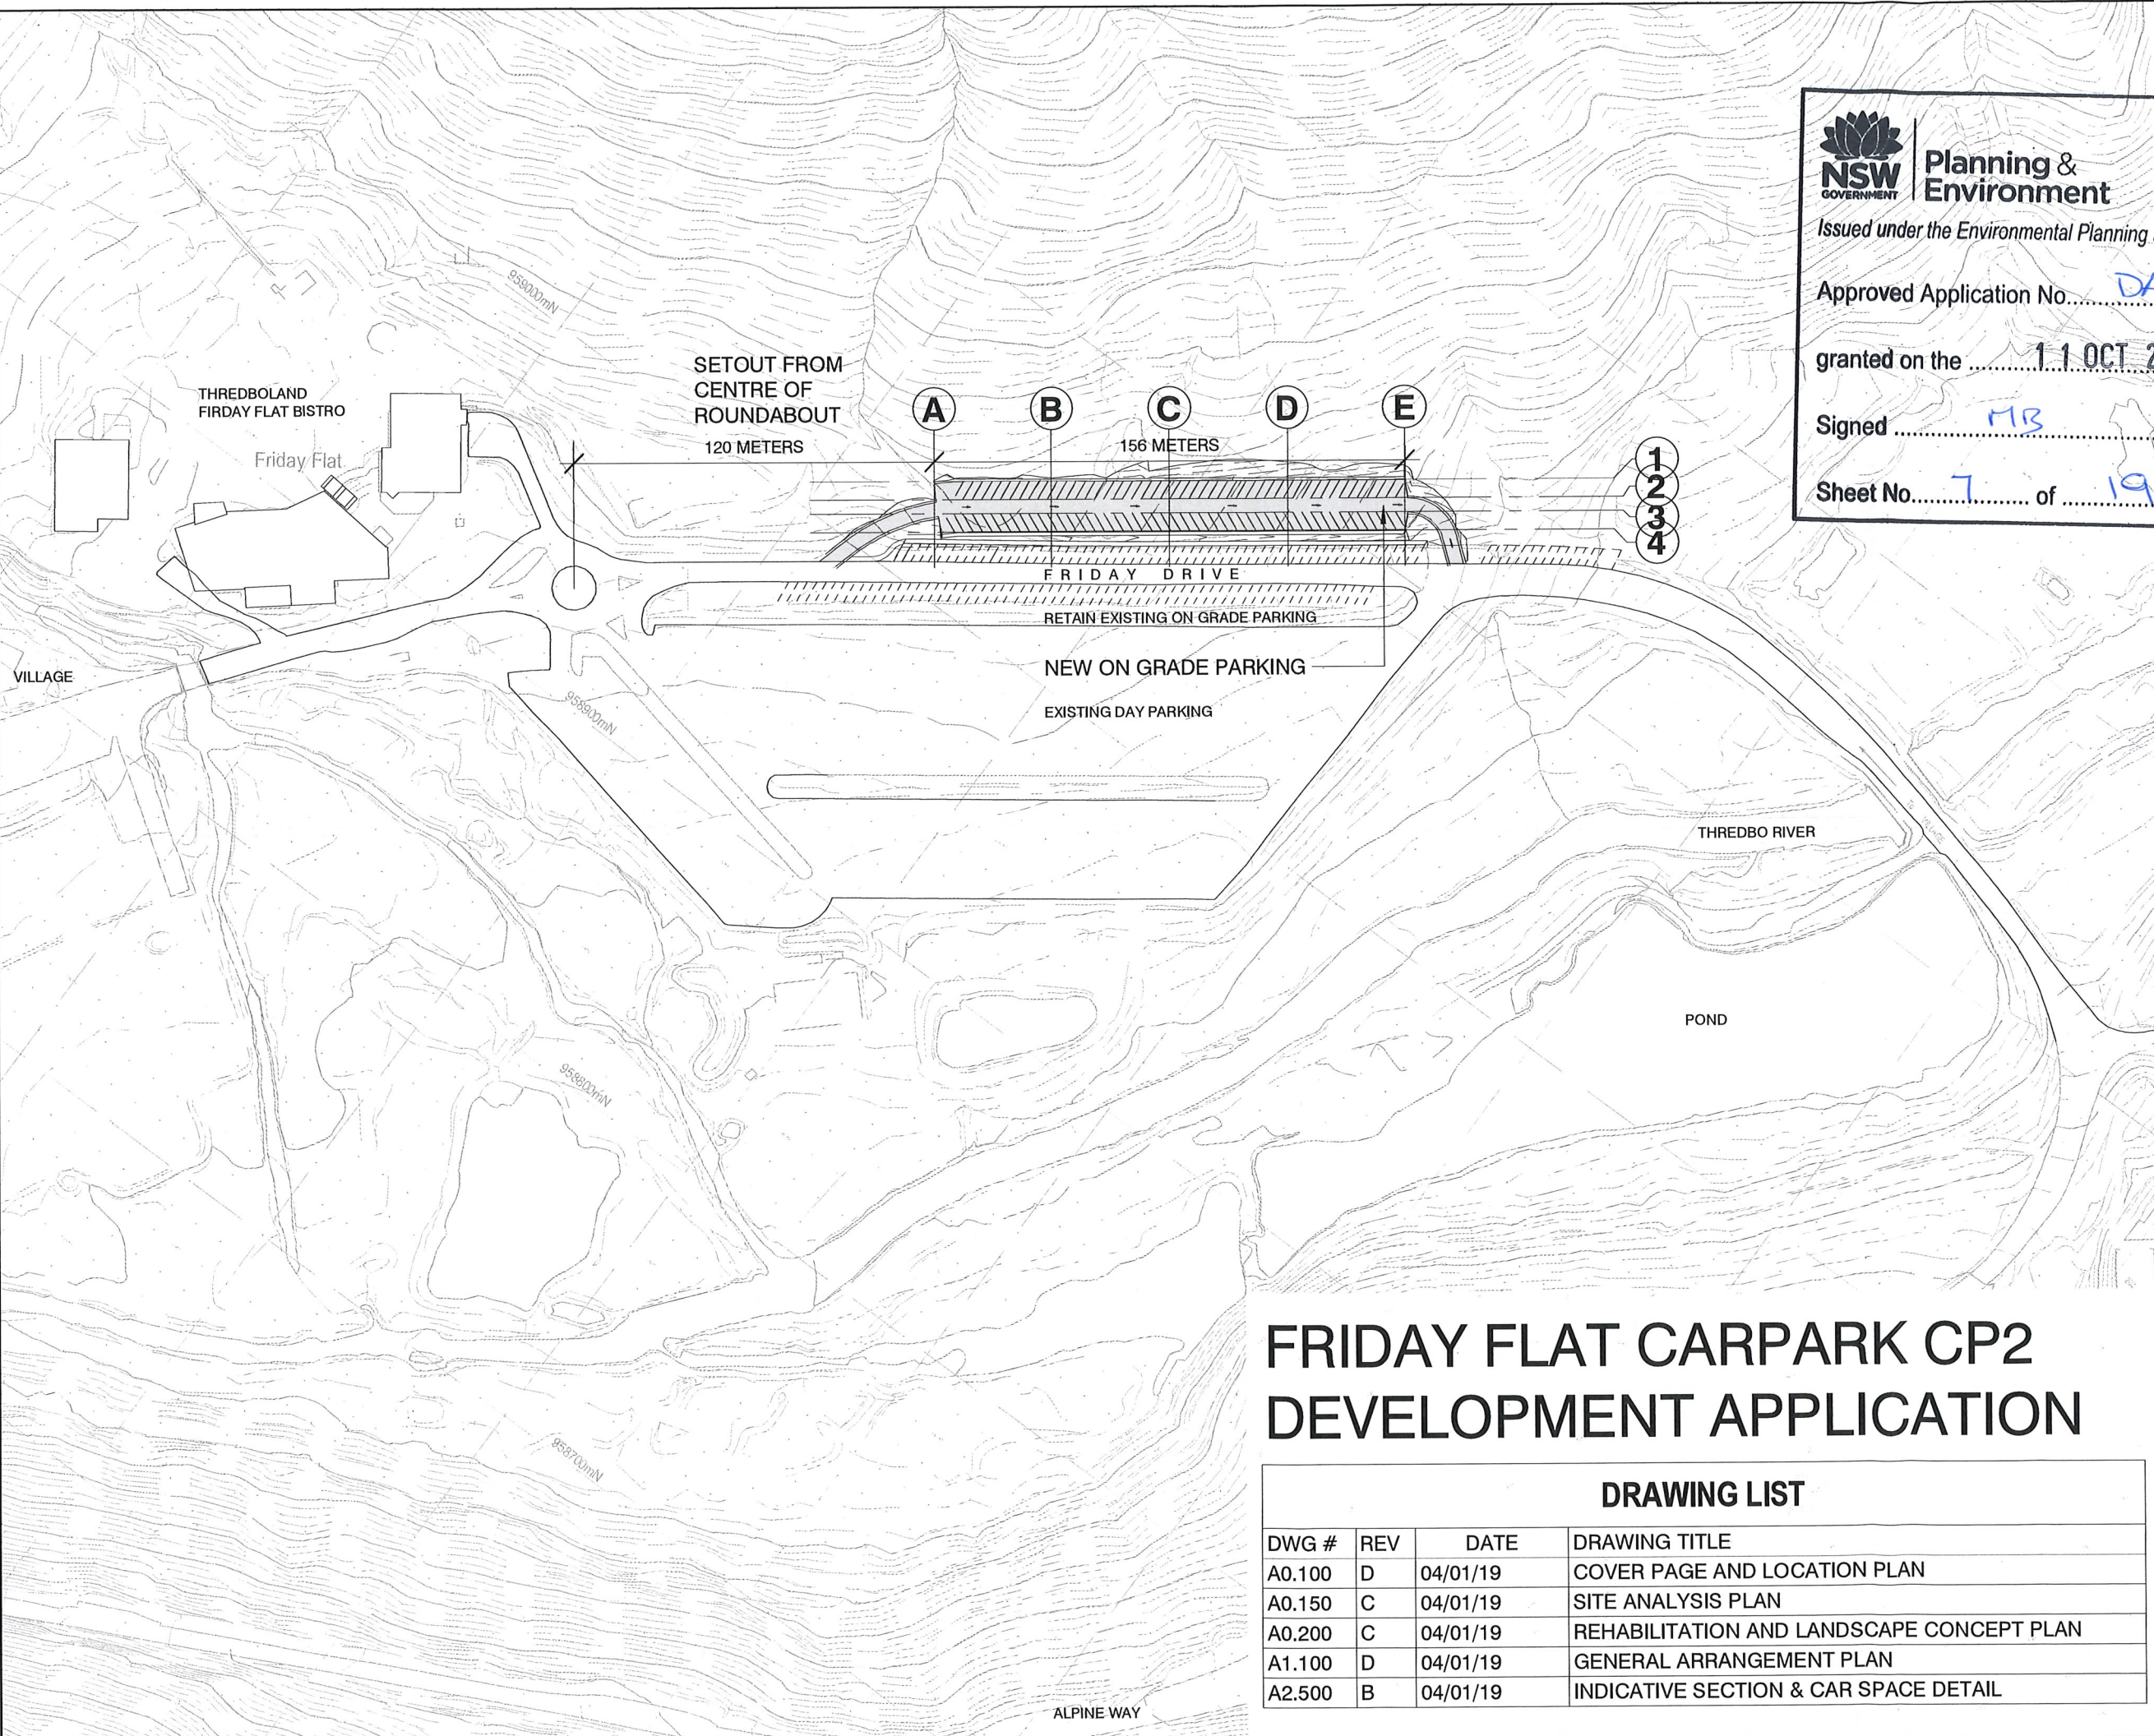 NSW
GOVERNMENT
Planning &
Environment
Issued under the Environmental Planning
Approved Application No..........DA
granted on the ............11 OCT 2
Signed ............MB
Sheet No......7......... of .......19
959000mN
SETOUT FROM
CENTRE OF
ROUNDABOUT
120 METERS
A
B
C
D
E
156 METERS
1
2
3
4
THREDBOLAND
FIRDAY FLAT BISTRO
Friday Flat
FRIDAY DRIVE
RETAIN EXISTING ON GRADE PARKING
NEW ON GRADE PARKING
EXISTING DAY PARKING
VILLAGE
958900mN
THREDBO RIVER
POND
958800mN
958700mN
ALPINE WAY
FRIDAY FLAT CARPARK CP2
DEVELOPMENT APPLICATION
DRAWING LIST
DWG # REV DATE DRAWING TITLE
A0.100 D 04/01/19 COVER PAGE AND LOCATION PLAN
A0.150 C 04/01/19 SITE ANALYSIS PLAN
A0.200 C 04/01/19 REHABILITATION AND LANDSCAPE CONCEPT PLAN
A1.100 D 04/01/19 GENERAL ARRANGEMENT PLAN
A2.500 B 04/01/19 INDICATIVE SECTION & CAR SPACE DETAIL